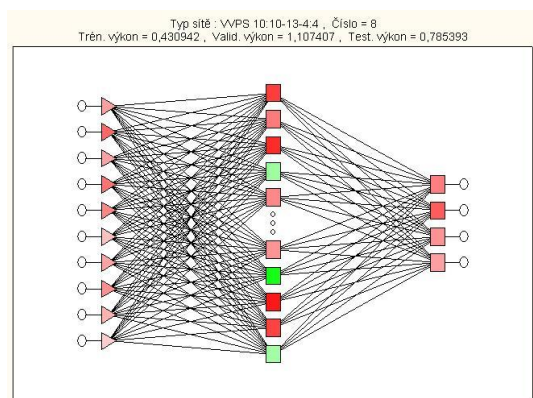 Typ sítě : VVPS 10:10-13-4:4 , Číslo = 8
Trén. výkon = 0,430942 , Valid. výkon = 1,107407 , Test. výkon = 0,785393